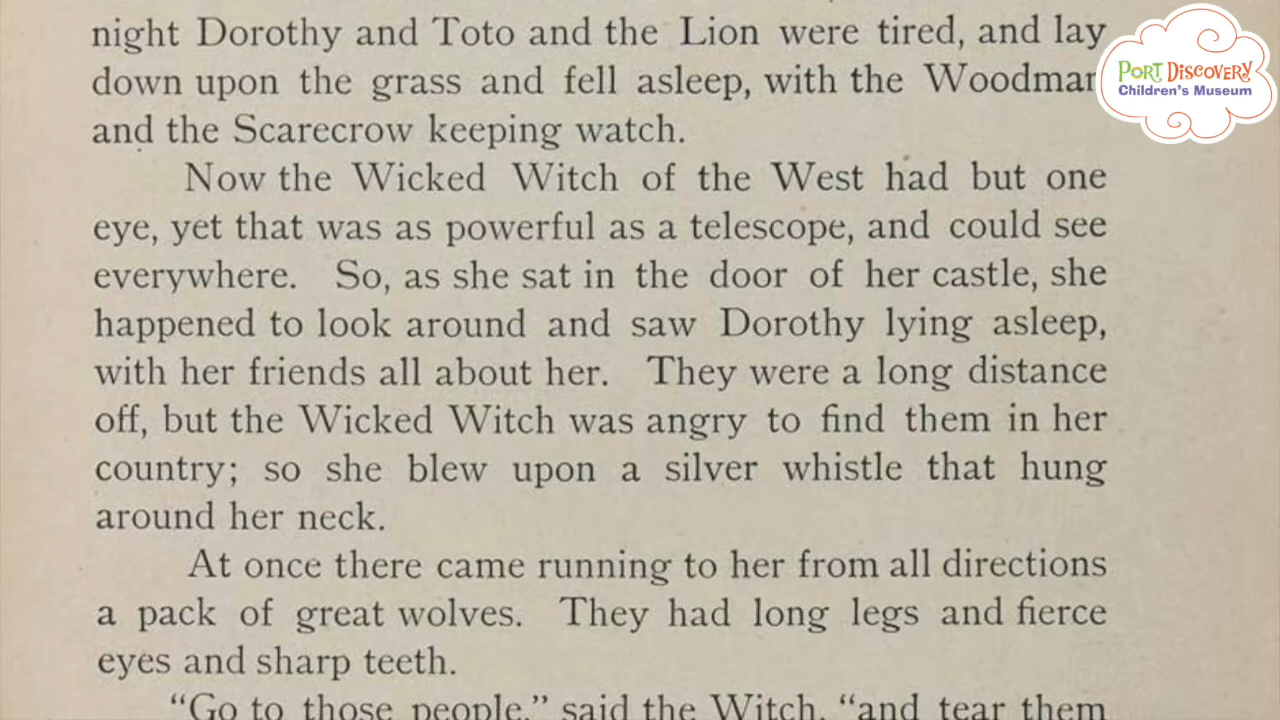 night Dorothy and Toto and the Lion were tired, and lay
down upon the grass and fell asleep, with the Woodman
and the Scarecrow keeping watch.
Now the Wicked Witch of the West had but one
eye, yet that was as powerful as a telescope, and could see
everywhere. So, as she sat in the door of her castle, she
happened to look around and saw Dorothy lying asleep,
with her friends all about her. They were a long distance
off, but the Wicked Witch was angry to find them in her
country; so she blew upon a silver whistle that hung
around her neck.
At once there came running to her from all directions
a pack of great wolves. They had long legs and fierce
eyes and sharp teeth.
“Go to those people,” said the Witch, “and tear them
PORT DISCOVERY
Children's Museum